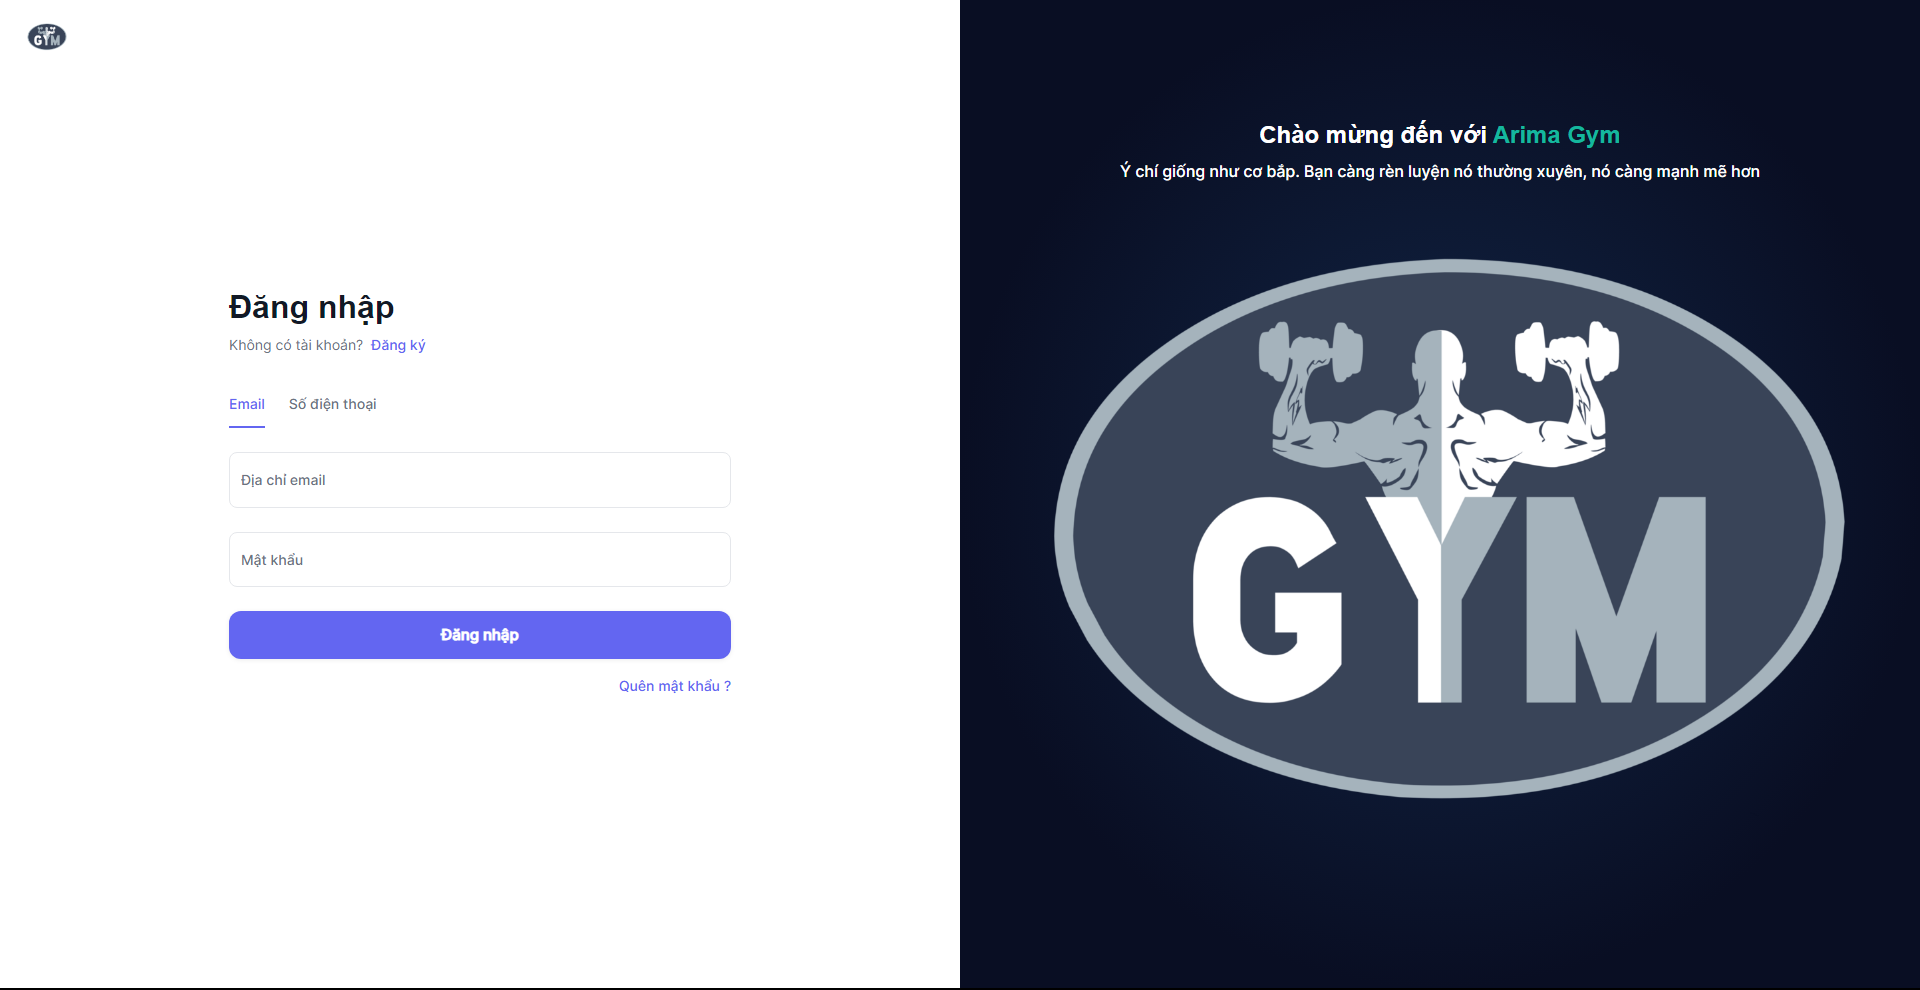 GYM
Đăng nhập
Không có tài khoản? Đăng ký
Email Số điện thoại
Địa chỉ email
Mật khẩu
Đăng nhập
Quên mật khẩu ?
Chào mừng đến với Arima Gym
Ý chí giống như cơ bắp. Bạn càng rèn luyện nó thường xuyên, nó càng mạnh mẽ hơn
GYM